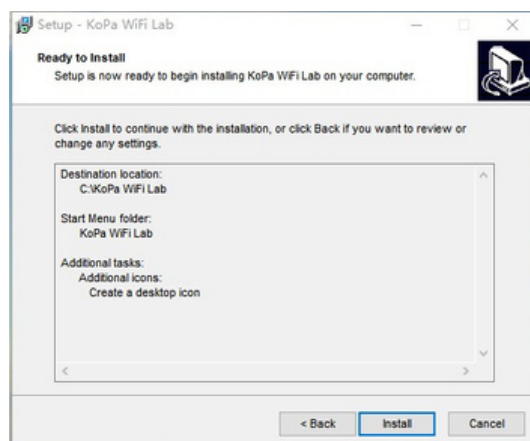 Setup - KoPa WiFi Lab
Ready to Install
Setup is now ready to begin installing KoPa WiFi Lab on your computer.
Click Install to continue with the installation, or click Back if you want to review or
change any settings.
Destination location:
C:\KoPa WiFi Lab
Start Menu folder:
KoPa WiFi Lab
Additional tasks:
Additional icons:
Create a desktop icon
< Back
Install
Cancel